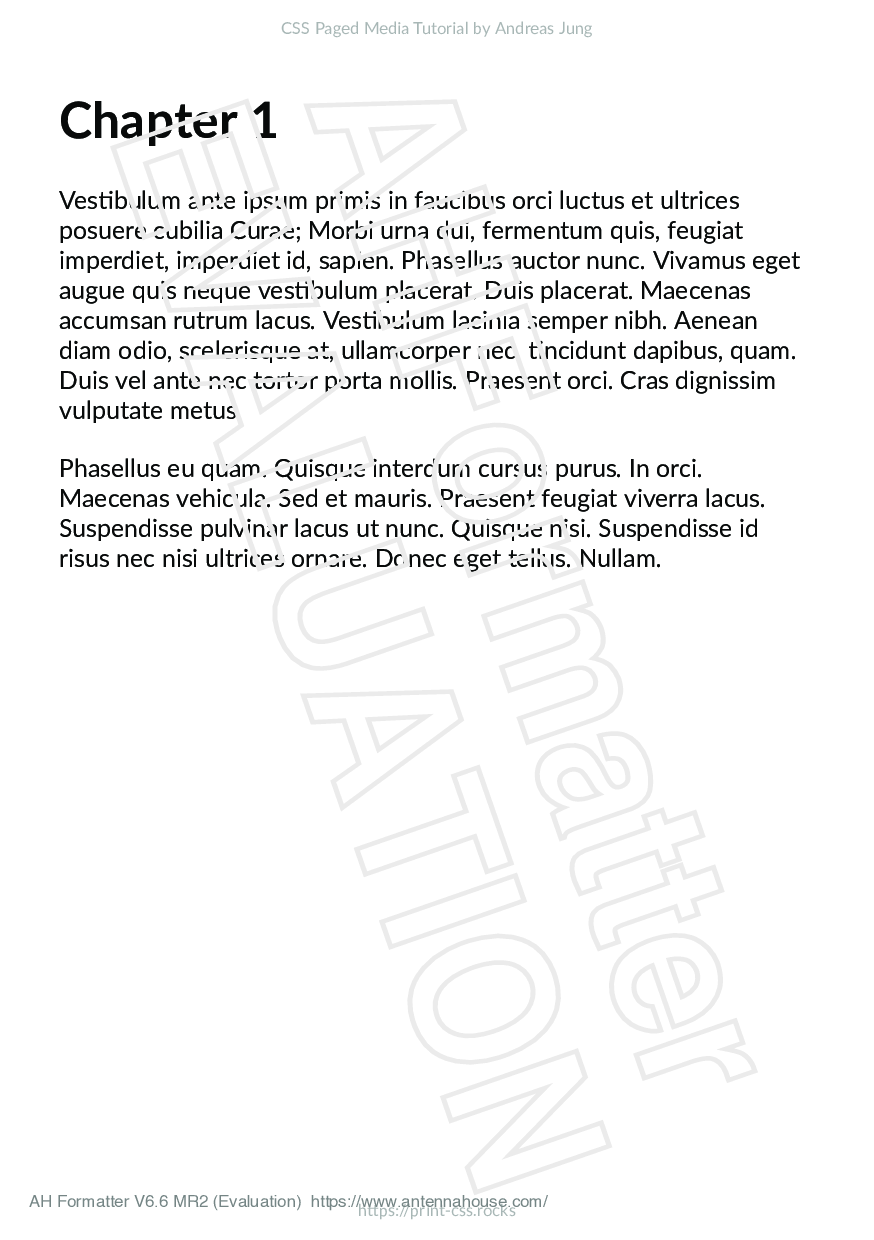 CSS Paged Media Tutorial by Andreas Jung
Chapter 1
Vestibulum ante ipsum primis in faucibus orci luctus et ultrices
posuere cubilia Curae; Morbi urna dui, fermentum quis, feugiat
imperdiet, imperdiet id, sapien. Phasellus auctor nunc. Vivamus eget
augue quis neque vestibulum placerat. Duis placerat. Maecenas
accumsan rutrum lacus. Vestibulum lacinia semper nibh. Aenean
diam odio, scelerisque at, ullamcorper nec, tincidunt dapibus, quam.
Duis vel ante nec tortor porta mollis. Praesent orci. Cras dignissim
vulputate metus.
Phasellus eu quam. Quisque interdum cursus purus. In orci.
Maecenas vehicula. Sed et mauris. Praesent feugiat viverra lacus.
Suspendisse pulvinar lacus ut nunc. Quisque nisi. Suspendisse id
risus nec nisi ultrices ornare. Donec eget tellus. Nullam.
AHFormatter
EVALUATION
AH Formatter V6.6 MR2 (Evaluation) https://www.antennahouse.com/
https://print-css.rocks